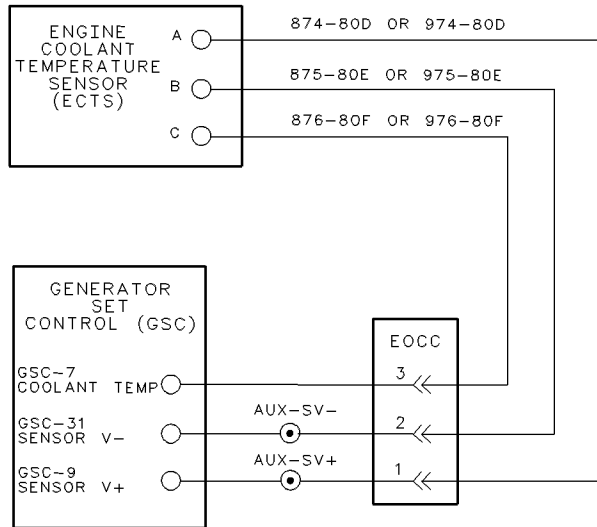 ENGINE
COOLANT
TEMPERATURE
SENSOR
(ECTS)
A
B
C
874-80D OR 974-80D
875-80E OR 975-80E
876-80F OR 976-80F
GENERATOR
SET
CONTROL (GSC)
GSC-7
COOLANT TEMP
GSC-31
SENSOR V-
GSC-9
SENSOR V+
AUX-SV-
AUX-SV+
EOCC
3
2
1